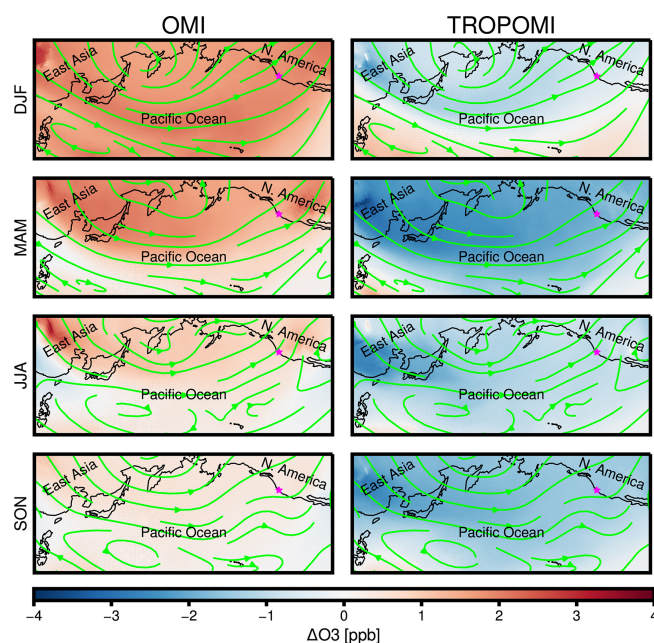 OMI TROPOMI
DJF
East Asia N. America East Asia N. America
Pacific Ocean Pacific Ocean
MAM
East Asia N. America East Asia N. America
Pacific Ocean Pacific Ocean
JJA
East Asia N. America East Asia N. America
Pacific Ocean Pacific Ocean
SON
East Asia N. America East Asia N. America
Pacific Ocean Pacific Ocean
−4 −3 −2 −1 0 1 2 3 4
ΔO3 [ppb]